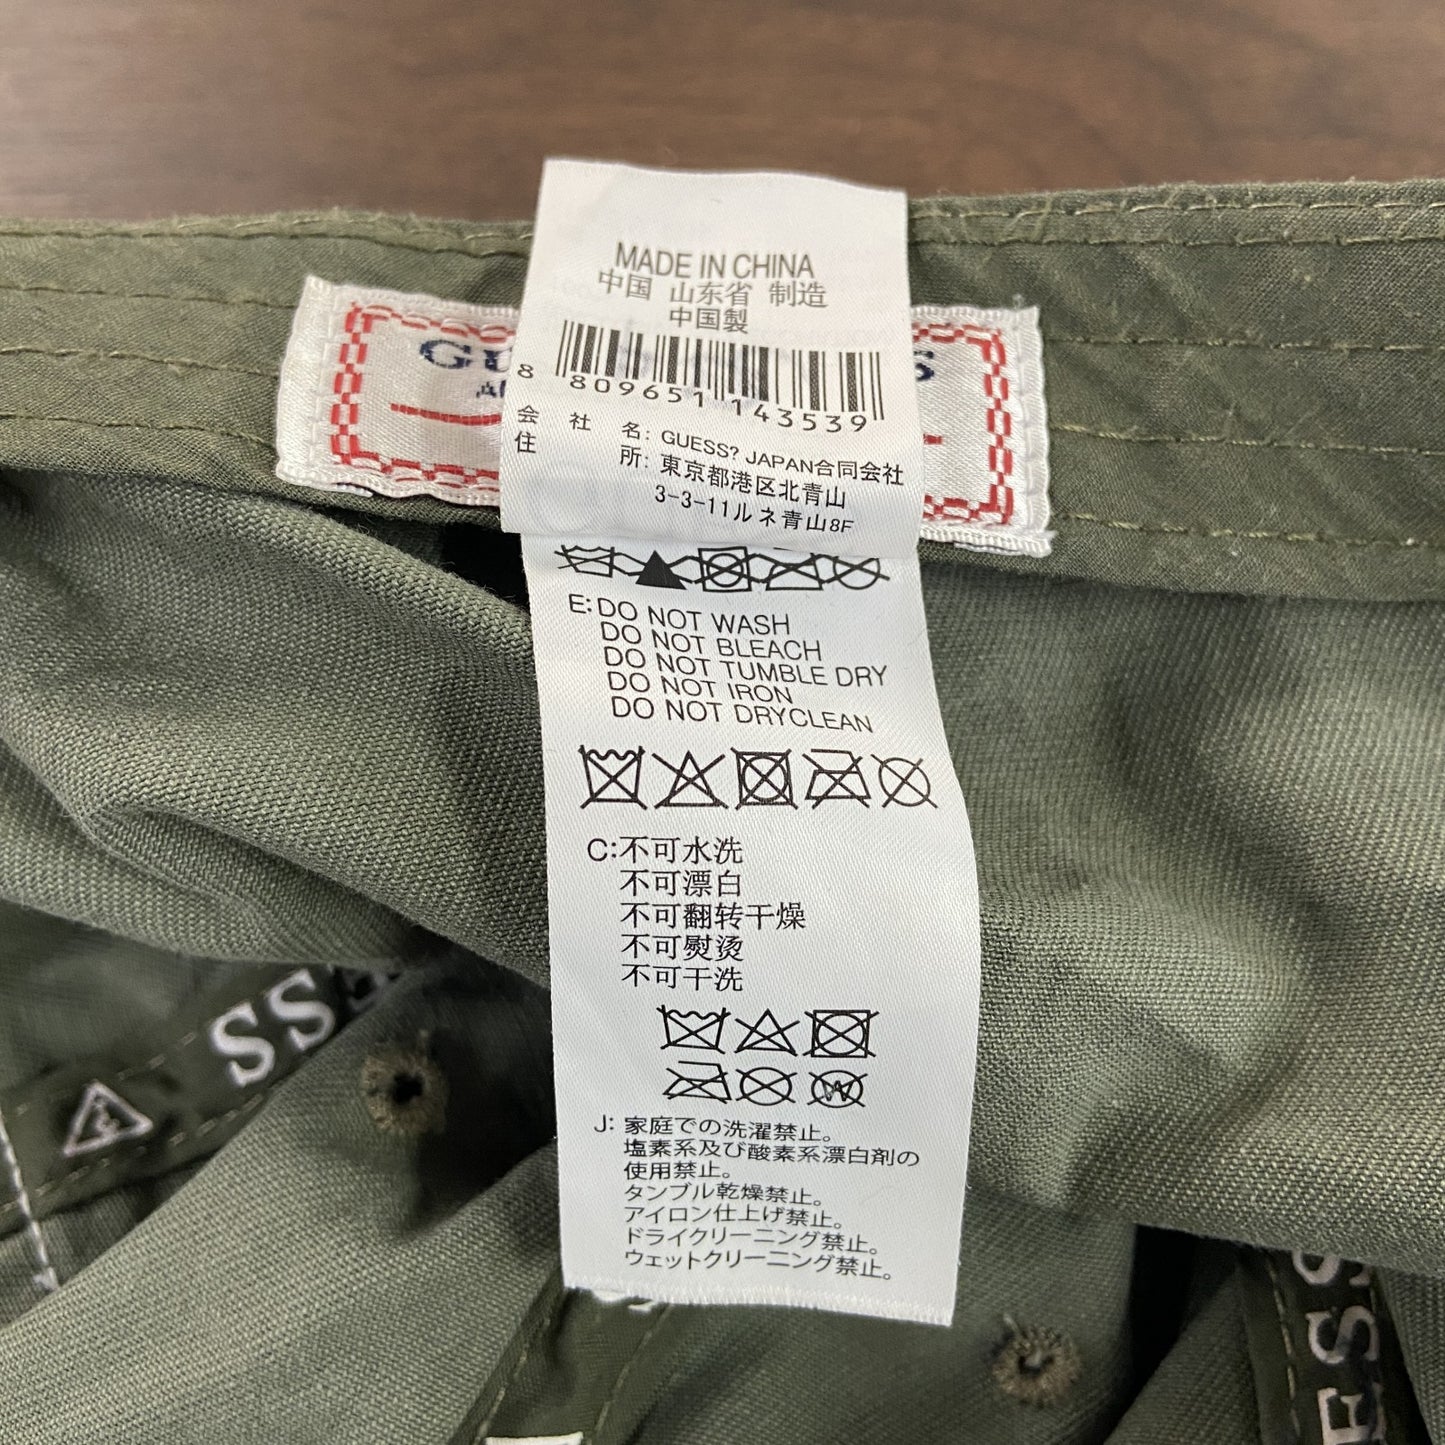 MADE IN CHINA
中国 山东省 制造
中国製
8 809651 143539
会 社 名: GUESS? JAPAN合同会社
住 所: 東京都港区北青山
3-3-11ルネ青山8F
E: DO NOT WASH
DO NOT BLEACH
DO NOT TUMBLE DRY
DO NOT IRON
DO NOT DRYCLEAN
C:不可水洗
不可漂白
不可翻转干燥
不可熨烫
不可干洗
W
J: 家庭での洗濯禁止。
塩素系及び酸素系漂白剤の
使用禁止。
タンブル乾燥禁止。
アイロン仕上げ禁止。
ドライクリーニング禁止。
ウェットクリーニング禁止。